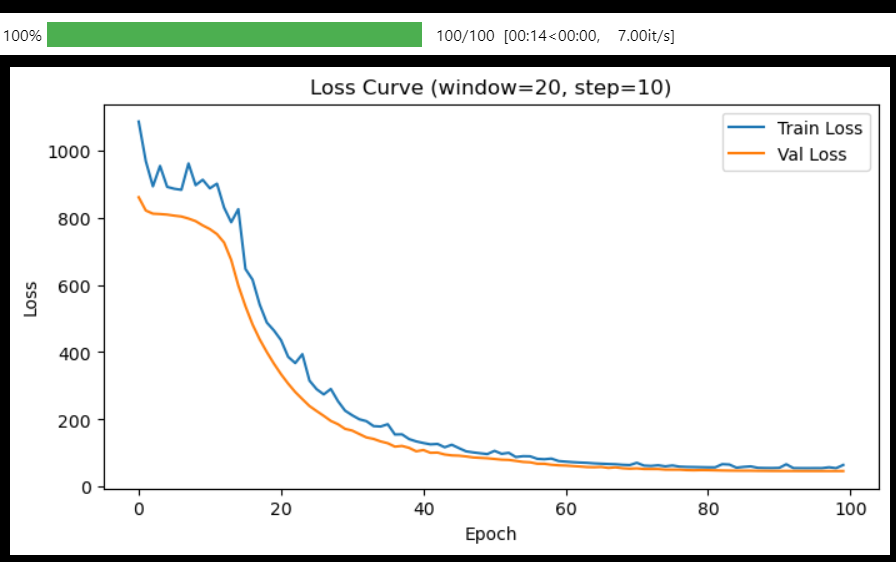 100% 100/100 [00:14<00:00, 7.00it/s]
Loss Curve (window=20, step=10)
Train Loss
Val Loss
1000
800
600
400
200
0
Loss
0 20 40 60 80 100
Epoch